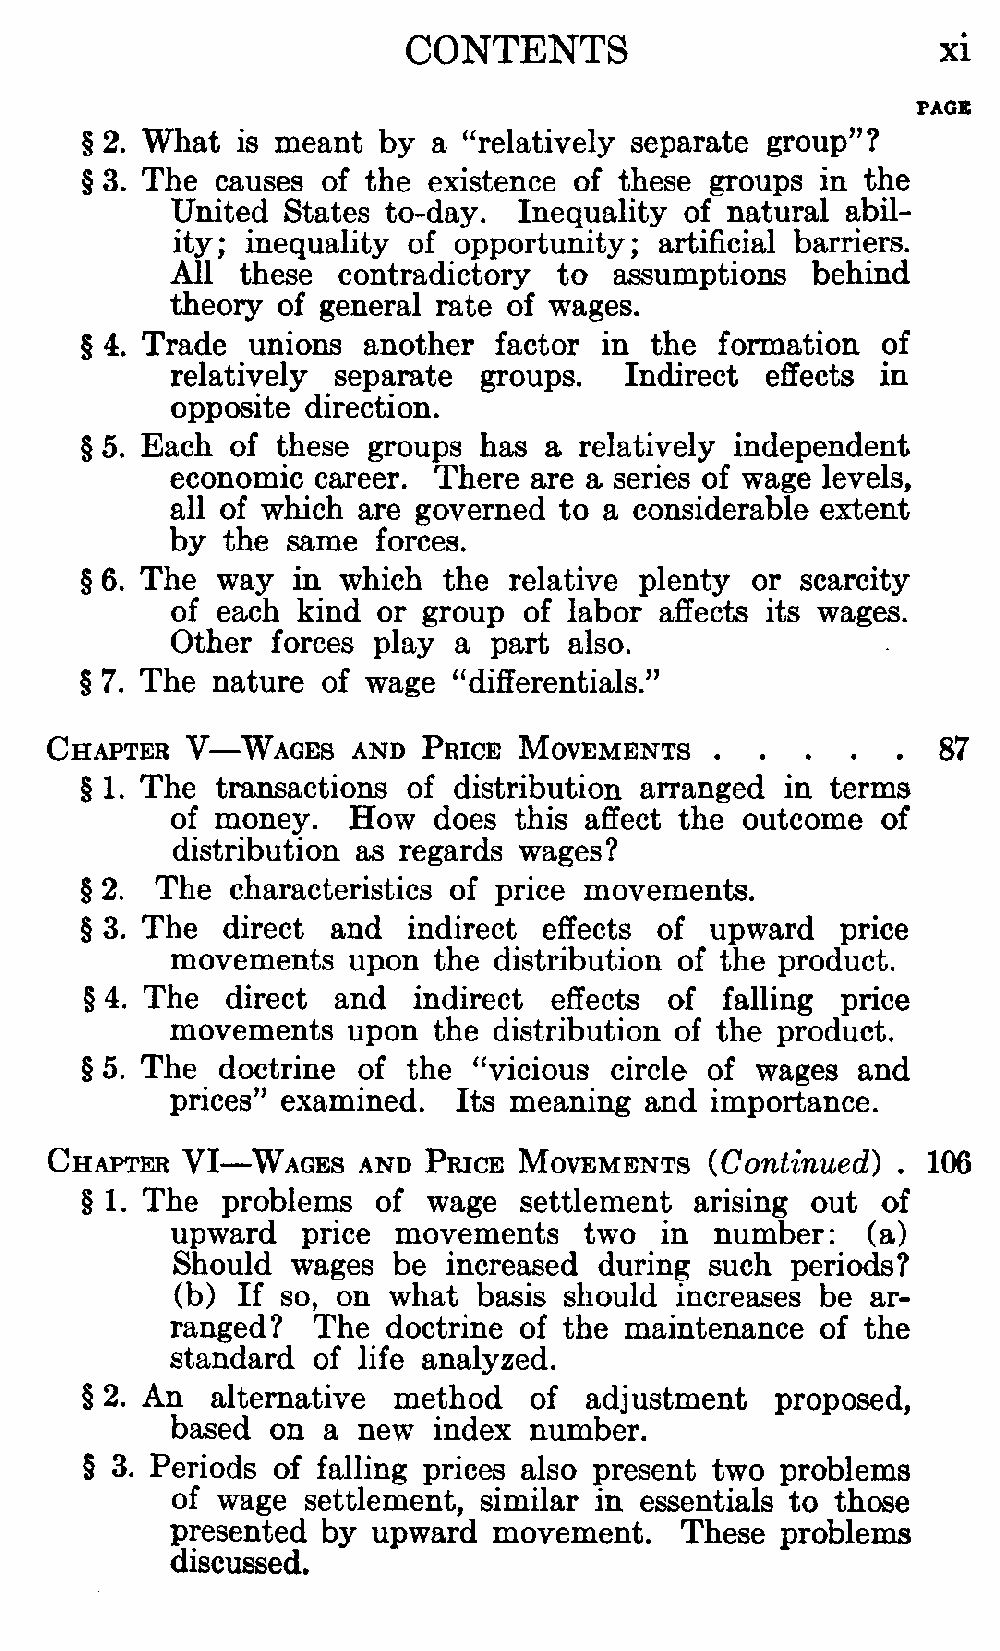 CONTENTS xi
PAGE
§ 2. What is meant by a “relatively separate group”?
§ 3. The causes of the existence of these groups in the
United States to-day. Inequality of natural abil-
ity; inequality of opportunity; artificial barriers.
All these contradictory to assumptions behind
theory of general rate of wages.
§ 4. Trade unions another factor in the formation of
relatively separate groups. Indirect effects in
opposite direction.
§ 5. Each of these groups has a relatively independent
economic career. There are a series of wage levels,
all of which are governed to a considerable extent
by the same forces.
§ 6. The way in which the relative plenty or scarcity
of each kind or group of labor affects its wages.
Other forces play a part also.
§ 7. The nature of wage “differentials.”
CHAPTER V—WAGES AND PRICE MOVEMENTS . . . . . 87
§ 1. The transactions of distribution arranged in terms
of money. How does this affect the outcome of
distribution as regards wages?
§ 2. The characteristics of price movements.
§ 3. The direct and indirect effects of upward price
movements upon the distribution of the product.
§ 4. The direct and indirect effects of falling price
movements upon the distribution of the product.
§ 5. The doctrine of the “vicious circle of wages and
prices” examined. Its meaning and importance.
CHAPTER VI—WAGES AND PRICE MOVEMENTS (Continued) . 106
§ 1. The problems of wage settlement arising out of
upward price movements two in number: (a)
Should wages be increased during such periods?
(b) If so, on what basis should increases be ar-
ranged? The doctrine of the maintenance of the
standard of life analyzed.
§ 2. An alternative method of adjustment proposed,
based on a new index number.
§ 3. Periods of falling prices also present two problems
of wage settlement, similar in essentials to those
presented by upward movement. These problems
discussed.